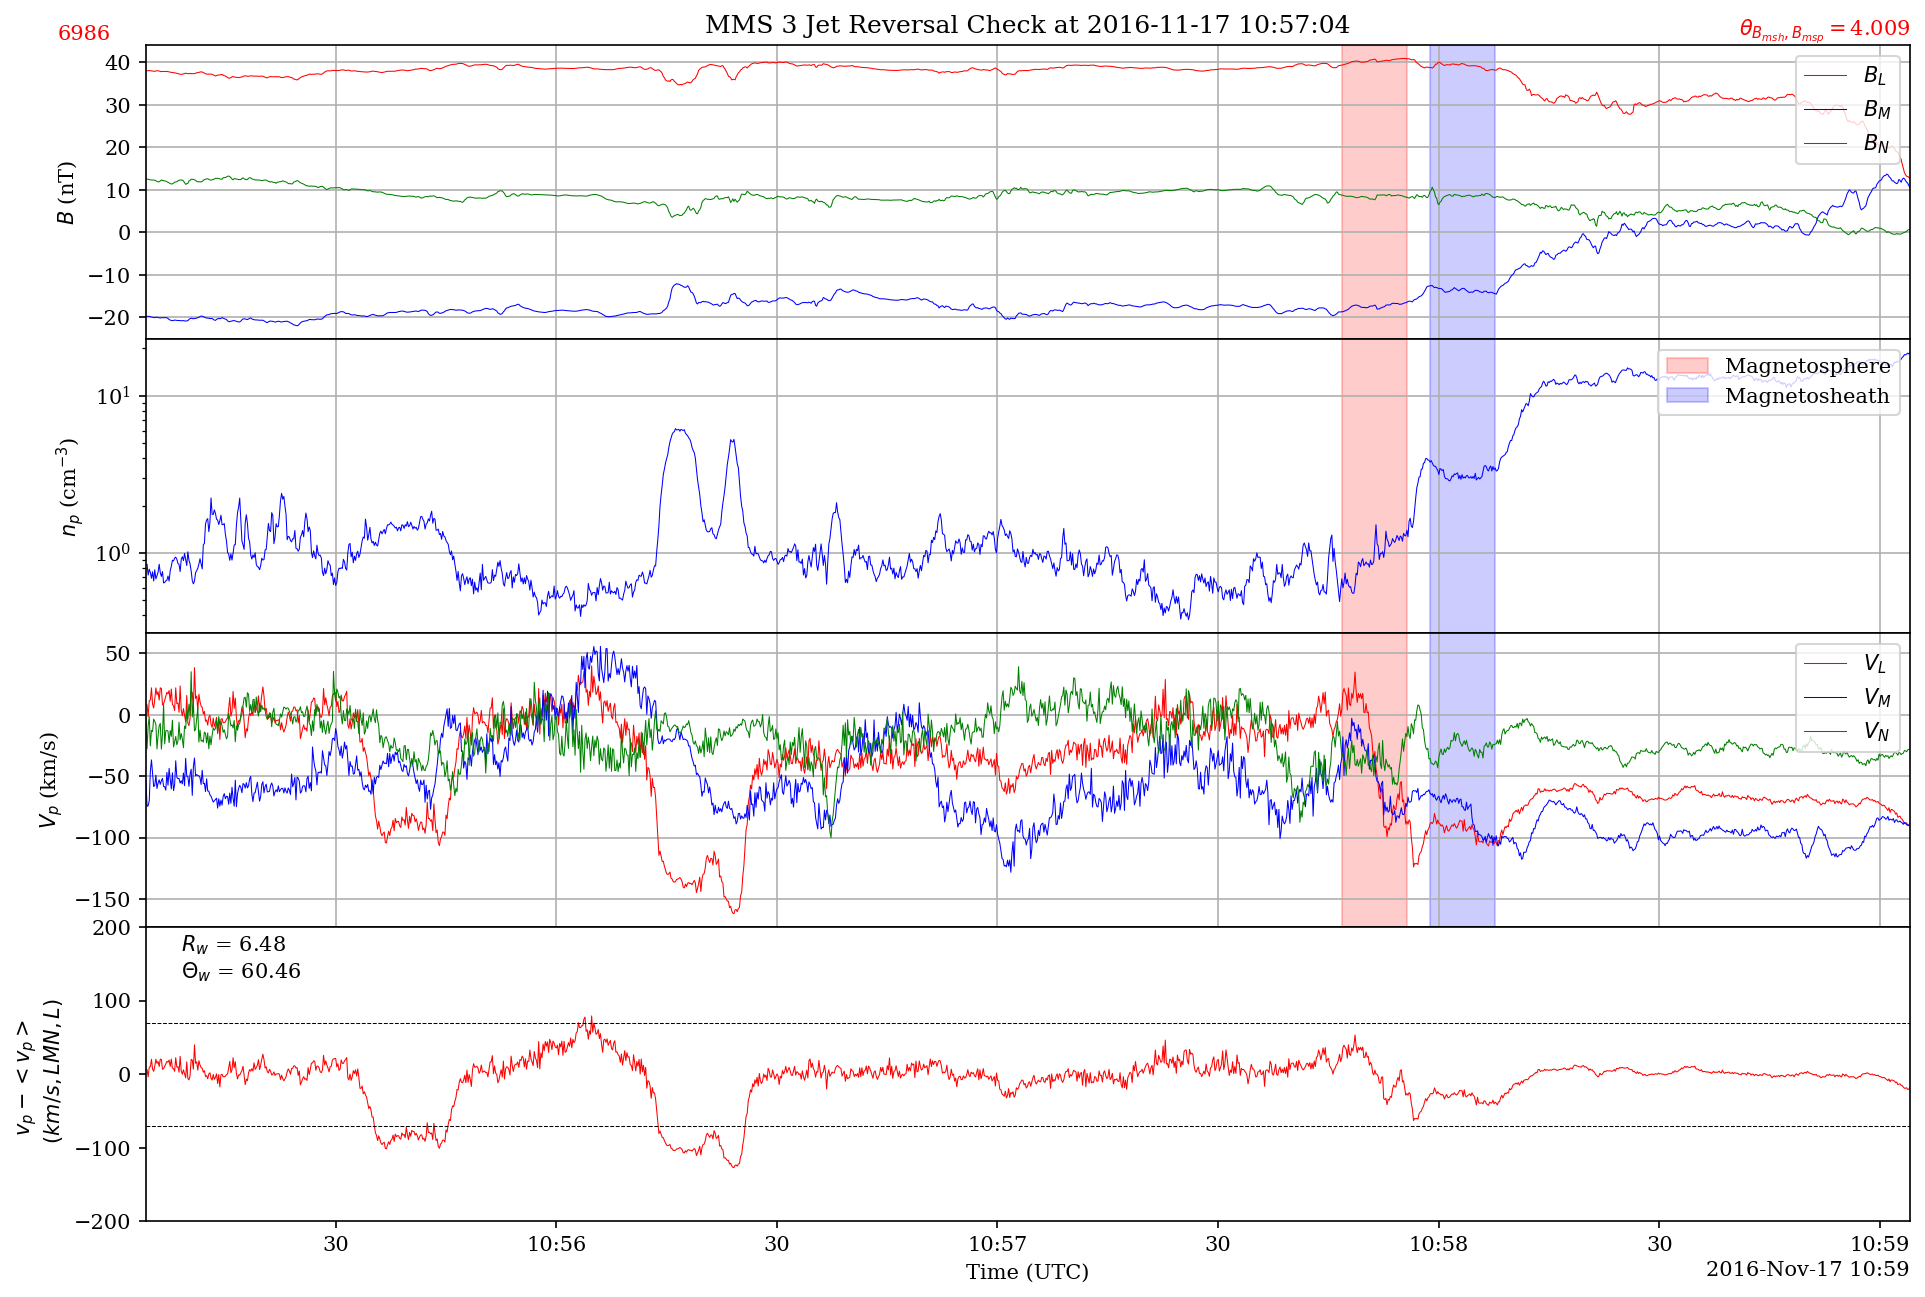 MMS 3 Jet Reversal Check at 2016-11-17 10:57:04
6986
θ_{B_{msh}, B_{msp}} = 4.009
40
30
20
10
0
−10
−20
B (nT)
B_L
B_M
B_N
10^1
10^0
n_p (cm^{−3})
Magnetosphere
Magnetosheath
50
0
−50
−100
−150
V_p (km/s)
V_L
V_M
V_N
200
100
0
−100
−200
v_p − < v_p >
(km/s, LMN, L)
R_w = 6.48
Θ_w = 60.46
30
10:56
30
10:57
30
10:58
30
10:59
Time (UTC)
2016-Nov-17 10:59